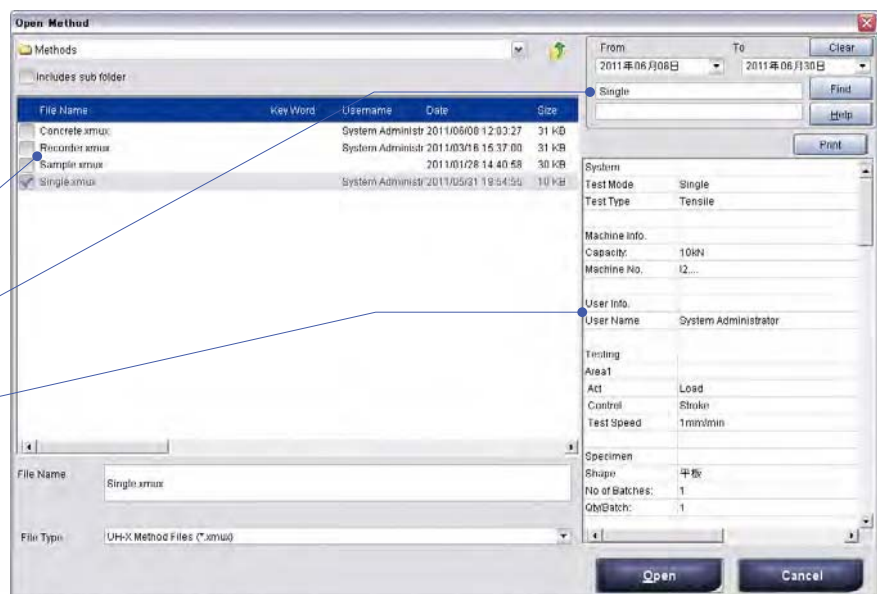 Open Method
Methods
Includes sub folder
File Name Key Word Username Date Size
Concrete.xmux System Administr 2011/06/08 12:03:27 31 KB
Recorder.xmux System Administr 2011/03/16 15:37:00 31 KB
Sample.xmux 2011/01/28 14:40:58 30 KB
Single.xmux System Administr 2011/05/31 19:54:55 10 KB
File Name Single.xmux
File Type UH-X Method Files (*.xmux)
From To Clear
2011年06月08日 2011年06月30日
Single Find
Help
Print
System
Test Mode Single
Test Type Tensile
Machine Info.
Capacity: 10kN
Machine No. I2....
User Info.
User Name System Administrator
Testing
Area1
Act Load
Control Stroke
Test Speed 1mm/min
Specimen
Shape 平板
No of Batches: 1
Qty/Batch: 1
Open Cancel